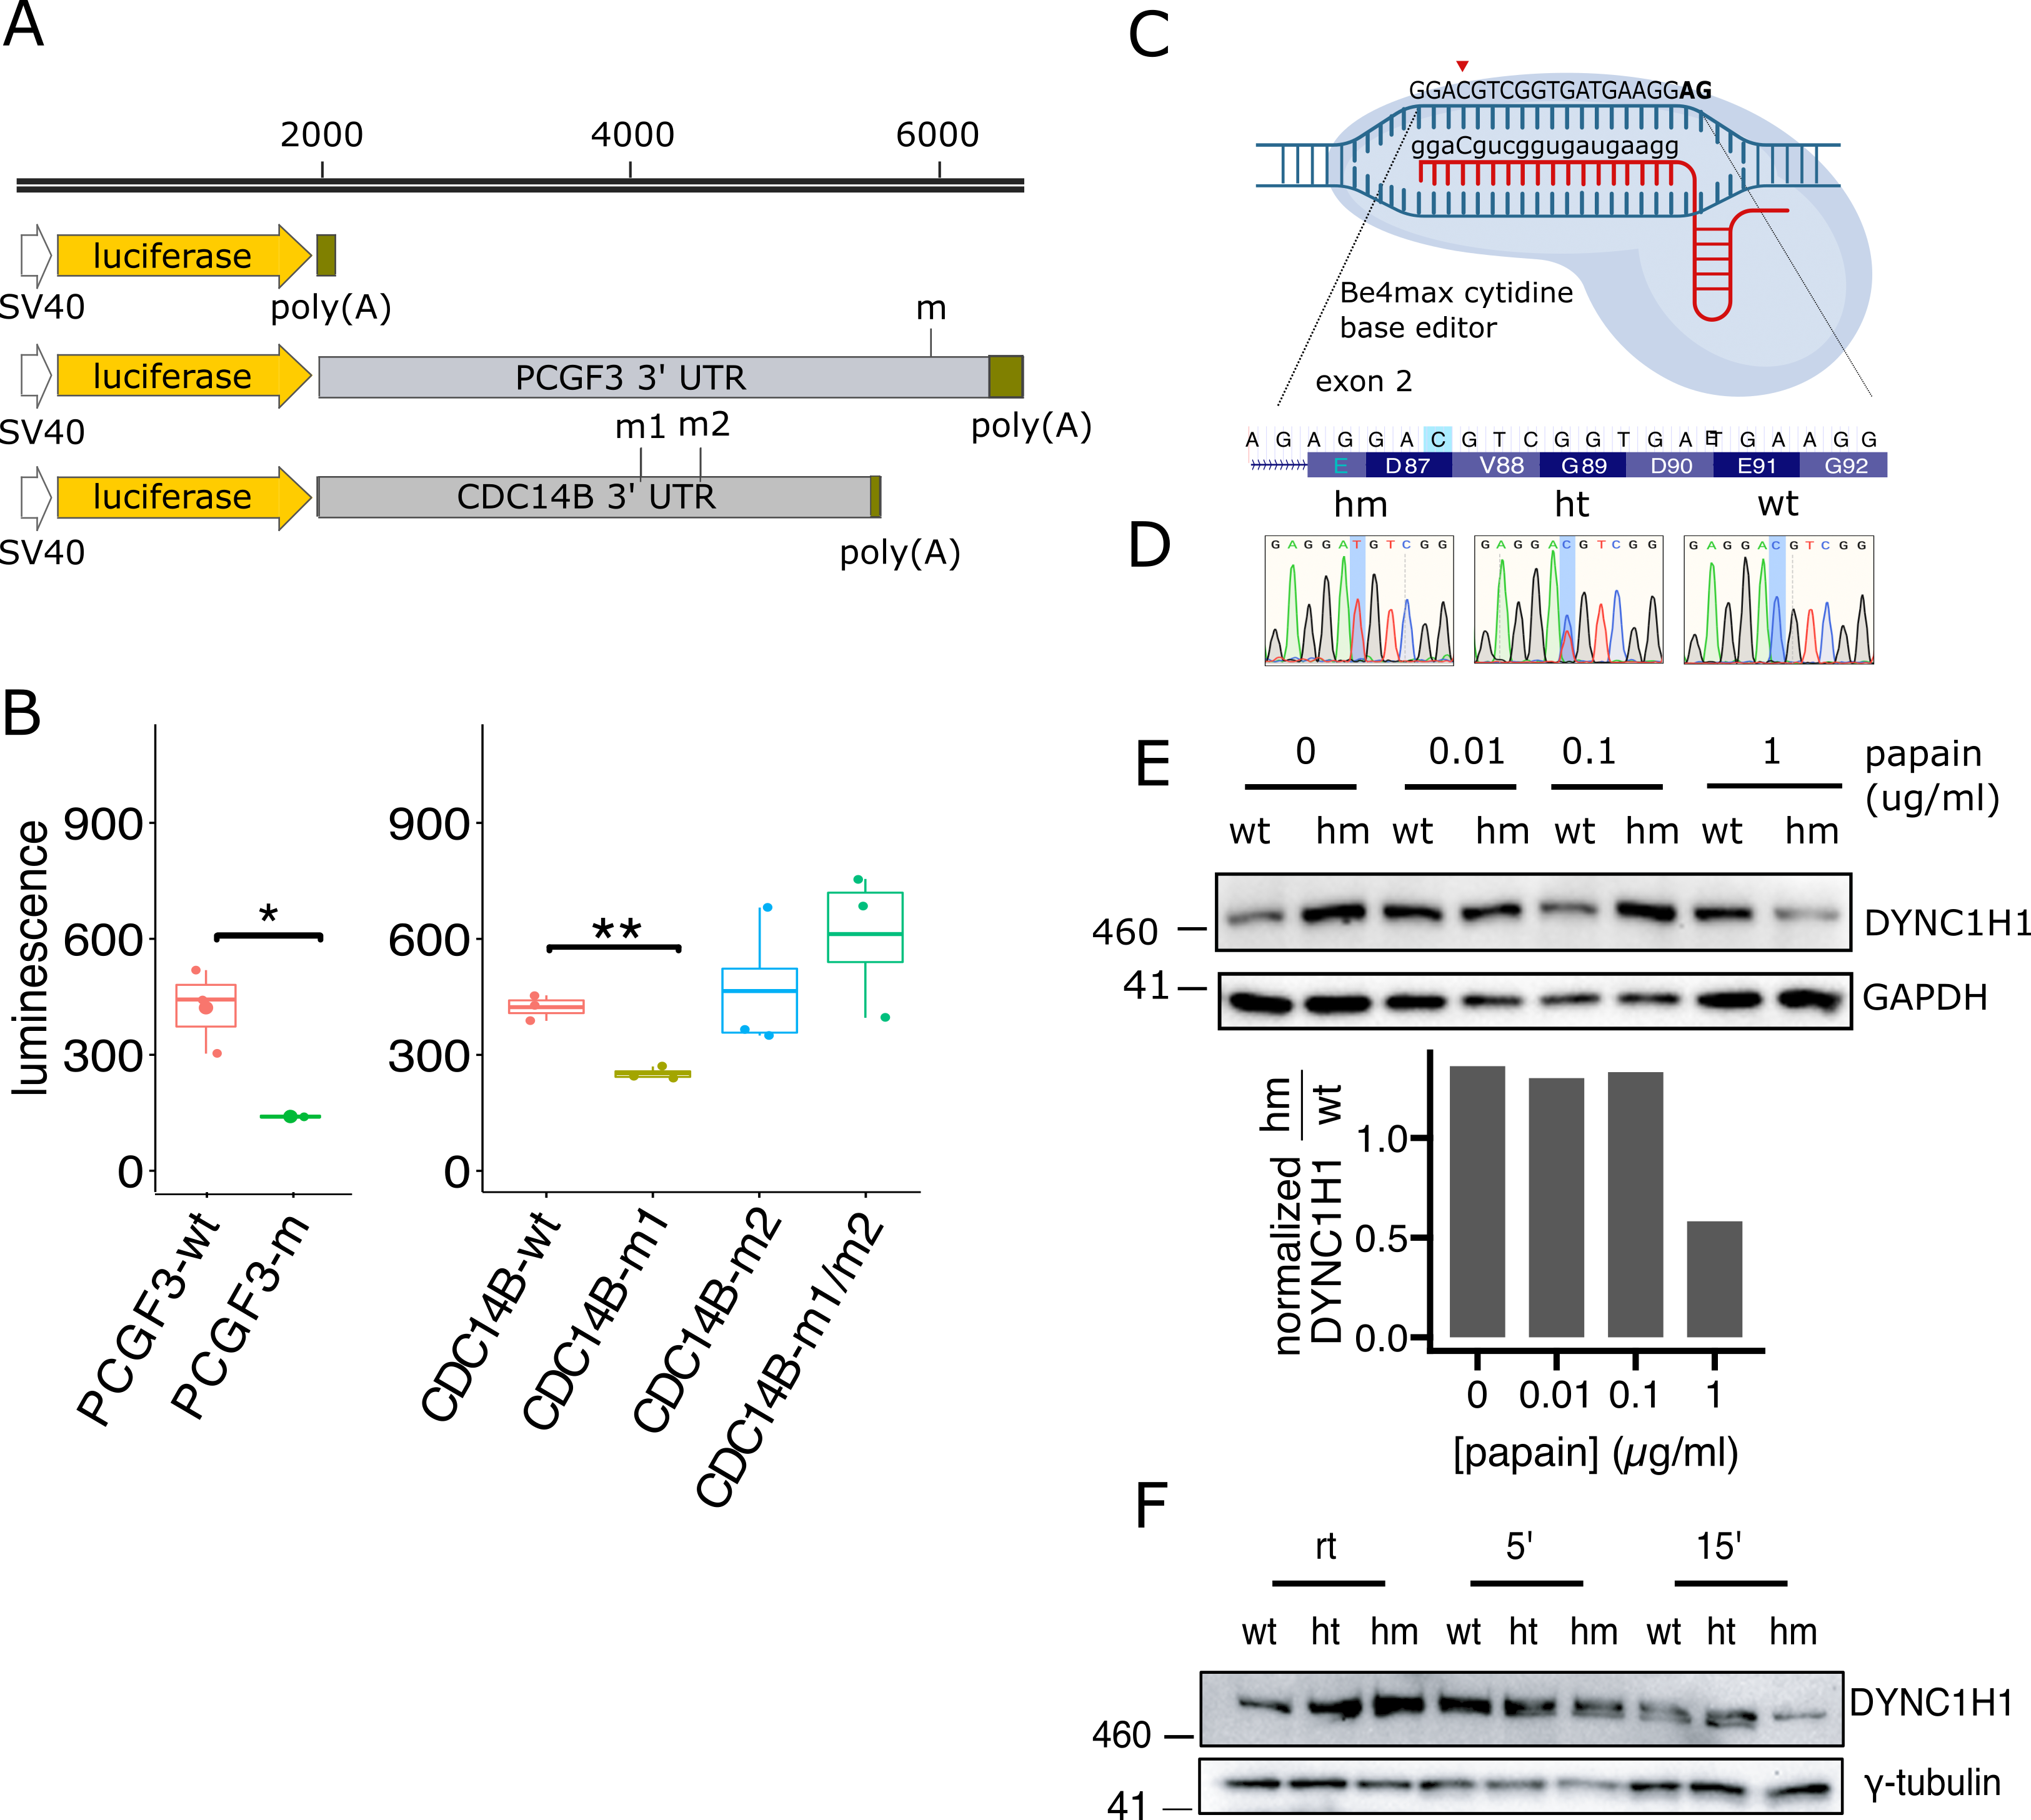 A
2000 4000 6000
luciferase
SV40 poly(A)
m
luciferase PCGF3 3' UTR
SV40 poly(A)
m1 m2
luciferase CDC14B 3' UTR
SV40 poly(A)
B
luminescence
900
600
300
0
*
PCGF3-wt
PCGF3-m
900
600
300
0
**
CDC14B-wt
CDC14B-m1
CDC14B-m2
CDC14B-m1/m2
C
GGACGTCGGTGATGAAGGAG
ggaCgucggugaugaagg
Be4max cytidine
base editor
exon 2
A G A G G A C G T C G G T G A T G A A G G
E
E D87 V88 G89 D90 E91 G92
D
hm ht wt
G A G G A T G T C G G
G A G G A C G T C G G
G A G G A C G T C G G
E
0 0.01 0.1 1 papain
(ug/ml)
wt hm wt hm wt hm wt hm
460 DYNC1H1
41 GAPDH
normalized hm
DYNC1H1 wt
1.0
0.5
0.0
0 0.01 0.1 1
[papain] (µg/ml)
F
rt 5' 15'
wt ht hm wt ht hm wt ht hm
DYNC1H1
460
γ-tubulin
41